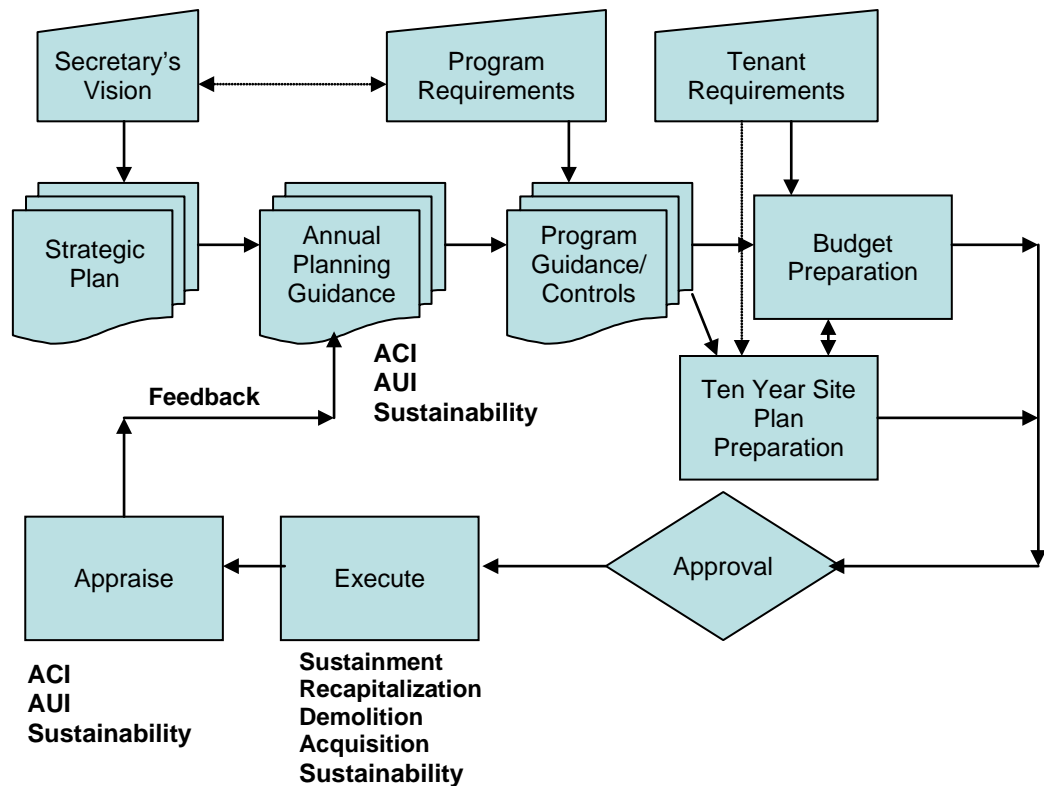 Secretary's
Vision
Program
Requirements
Tenant
Requirements
Strategic
Plan
Annual
Planning
Guidance
Program
Guidance/
Controls
Budget
Preparation
ACI
AUI
Sustainability
Feedback
Ten Year Site
Plan
Preparation
Appraise
Execute
Approval
ACI
AUI
Sustainability
Sustainment
Recapitalization
Demolition
Acquisition
Sustainability